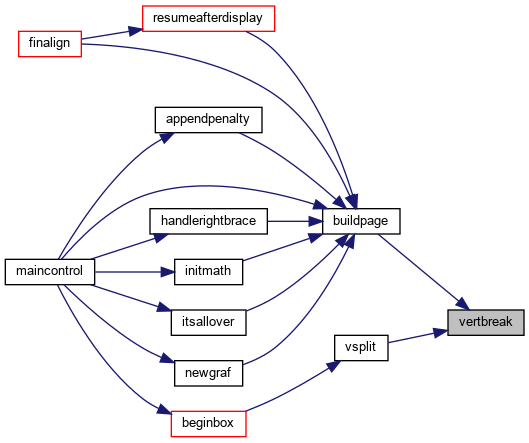 resumeafterdisplay
finalign
appendpenalty
handlerightbrace
buildpage
maincontrol
initmath
itsallover
vertbreak
vsplit
newgraf
beginbox